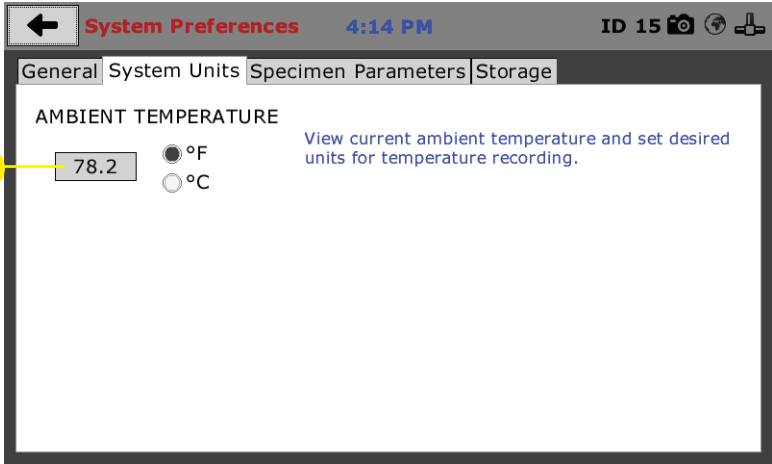 System Preferences 4:14 PM ID 15
General System Units Specimen Parameters Storage
AMBIENT TEMPERATURE
View current ambient temperature and set desired
units for temperature recording.
78.2
°F
°C